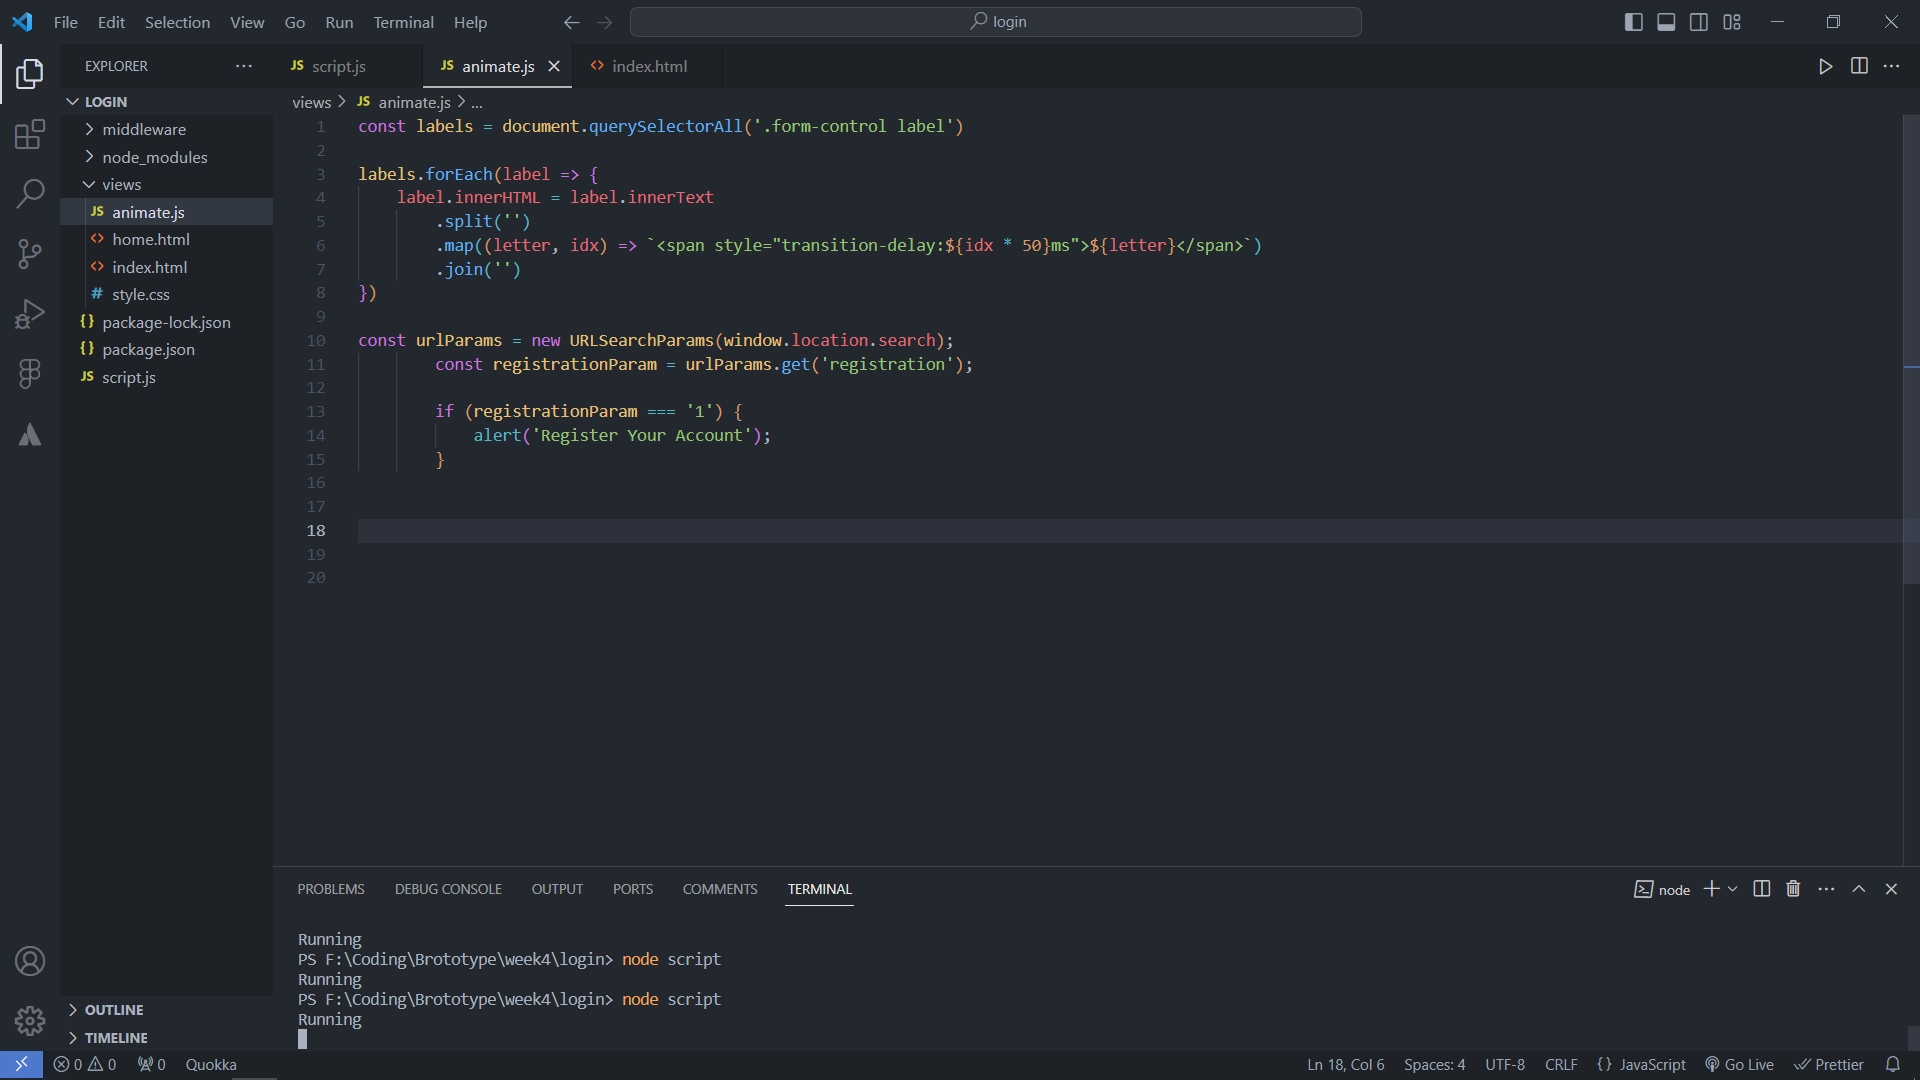 File Edit Selection View Go Run Terminal Help
login
EXPLORER
script.js
animate.js
index.html
LOGIN
middleware
node_modules
views
animate.js
home.html
index.html
style.css
package-lock.json
package.json
script.js
OUTLINE
TIMELINE
views > JS animate.js > ...
1 const labels = document.querySelectorAll('.form-control label')
2
3 labels.forEach(label => {
4     label.innerHTML = label.innerText
5         .split('')
6         .map((letter, idx) => `<span style="transition-delay:${idx * 50}ms">${letter}</span>`)
7         .join('')
8 })
9
10 const urlParams = new URLSearchParams(window.location.search);
11         const registrationParam = urlParams.get('registration');
12
13         if (registrationParam === '1') {
14             alert('Register Your Account');
15         }
16
17
18
19
20
PROBLEMS DEBUG CONSOLE OUTPUT PORTS COMMENTS TERMINAL
node
Running
PS F:\Coding\Brototype\week4\login> node script
Running
PS F:\Coding\Brototype\week4\login> node script
Running
0 0 0 Quokka
Ln 18, Col 6 Spaces: 4 UTF-8 CRLF {} JavaScript Go Live Prettier